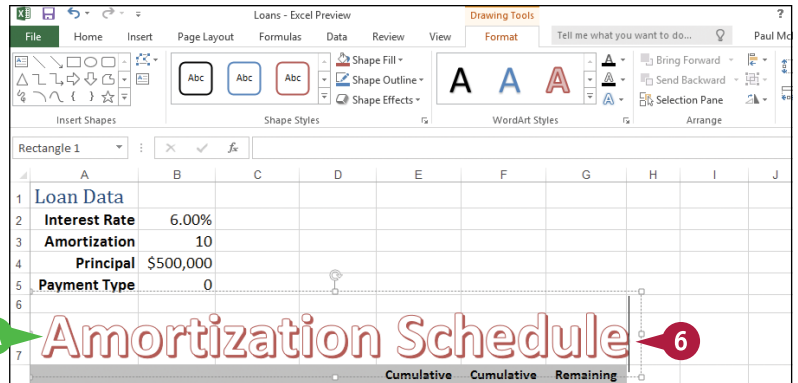 Loans - Excel Preview
Drawing Tools
?
File Home Insert Page Layout Formulas Data Review View Format Tell me what you want to do... Paul
Abc Abc Abc
Shape Fill
Shape Outline
Shape Effects
A A A
A
A
A
Bring Forward
Send Backward
Selection Pane
Insert Shapes Shape Styles WordArt Styles Arrange
Rectangle 1 fx
A B C D E F G H I J
1 Loan Data
2 Interest Rate 6.00%
3 Amortization 10
4 Principal $500,000
5 Payment Type 0
6
7 Amortization Schedule 6
Cumulative Cumulative Remaining